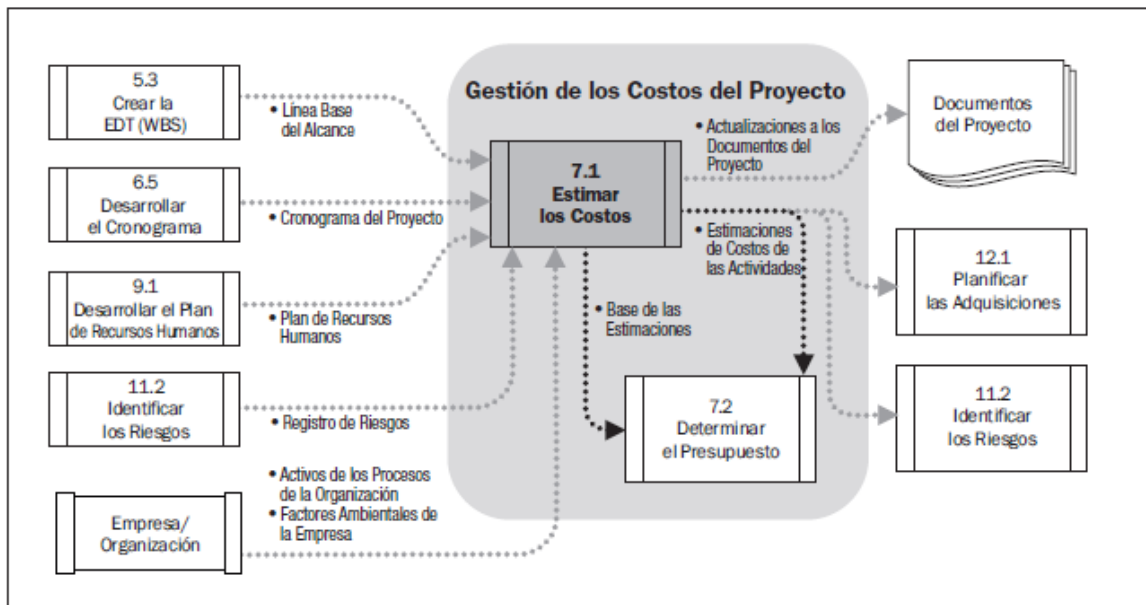 5.3
Crear la
EDT (WBS)
• Línea Base
del Alcance
6.5
Desarrollar
el Cronograma
• Cronograma del Proyecto
9.1
Desarrollar el Plan
de Recursos Humanos
• Plan de Recursos
Humanos
11.2
Identificar
los Riesgos
• Registro de Riesgos
Empresa/
Organización
• Activos de los Procesos
de la Organización
• Factores Ambientales de
la Empresa
Gestión de los Costos del Proyecto
7.1
Estimar
los Costos
• Actualizaciones a los
Documentos del
Proyecto
• Estimaciones
de Costos de
las Actividades
• Base de las
Estimaciones
7.2
Determinar
el Presupuesto
Documentos
del Proyecto
12.1
Planificar
las Adquisiciones
11.2
Identificar
los Riesgos